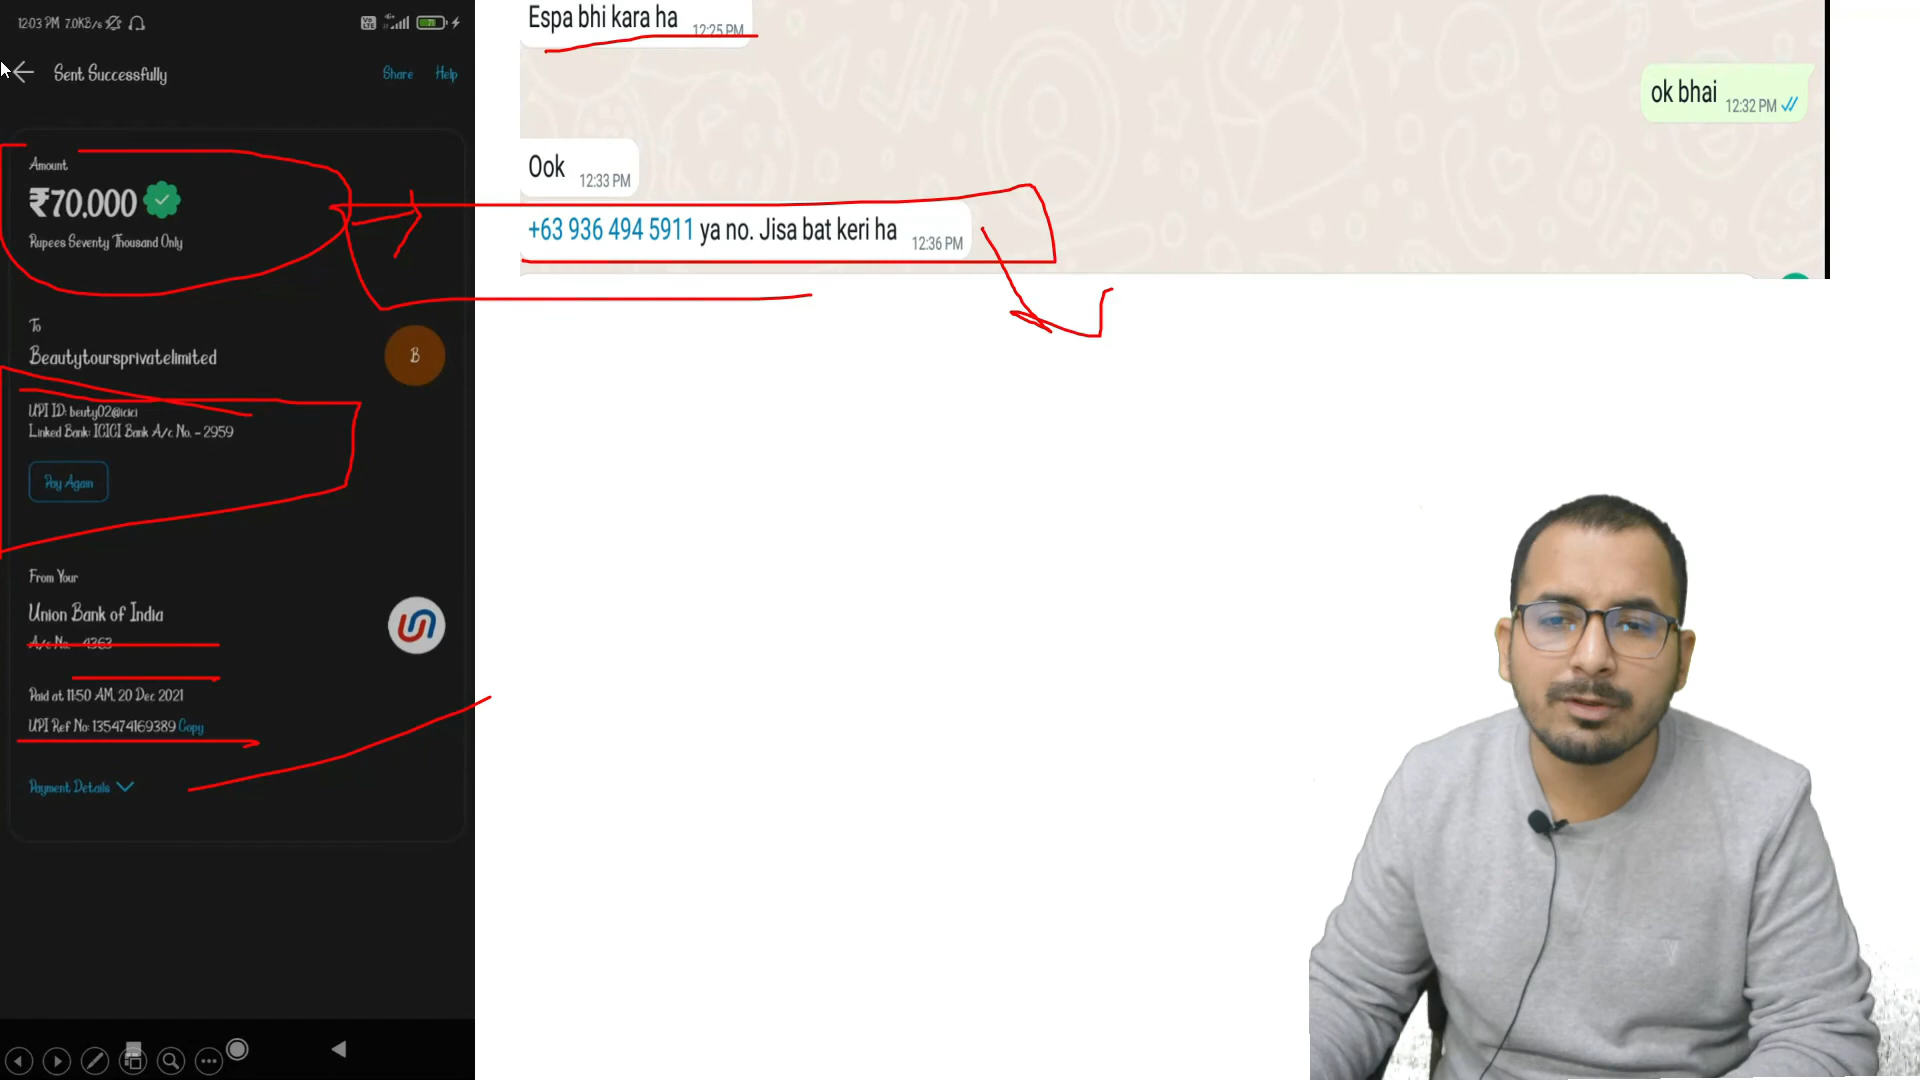 12:03 PM 7.0KB/s
Sent Successfully
Share Help
Amount
₹70,000
Rupees Seventy Thousand Only
To
Beautytoursprivatelimited
B
UPI ID: beuty02@icici
Linked Bank: ICICI Bank A/c No. - 2959
Pay Again
From Your
Union Bank of India
A/c No. - 4363
Paid at 11:50 AM, 20 Dec 2021
UPI Ref No: 135474169389 Copy
Payment Details
Espa bhi kara ha 12:25 PM
ok bhai 12:32 PM
Ook 12:33 PM
+63 936 494 5911 ya no. Jisa bat keri ha 12:36 PM